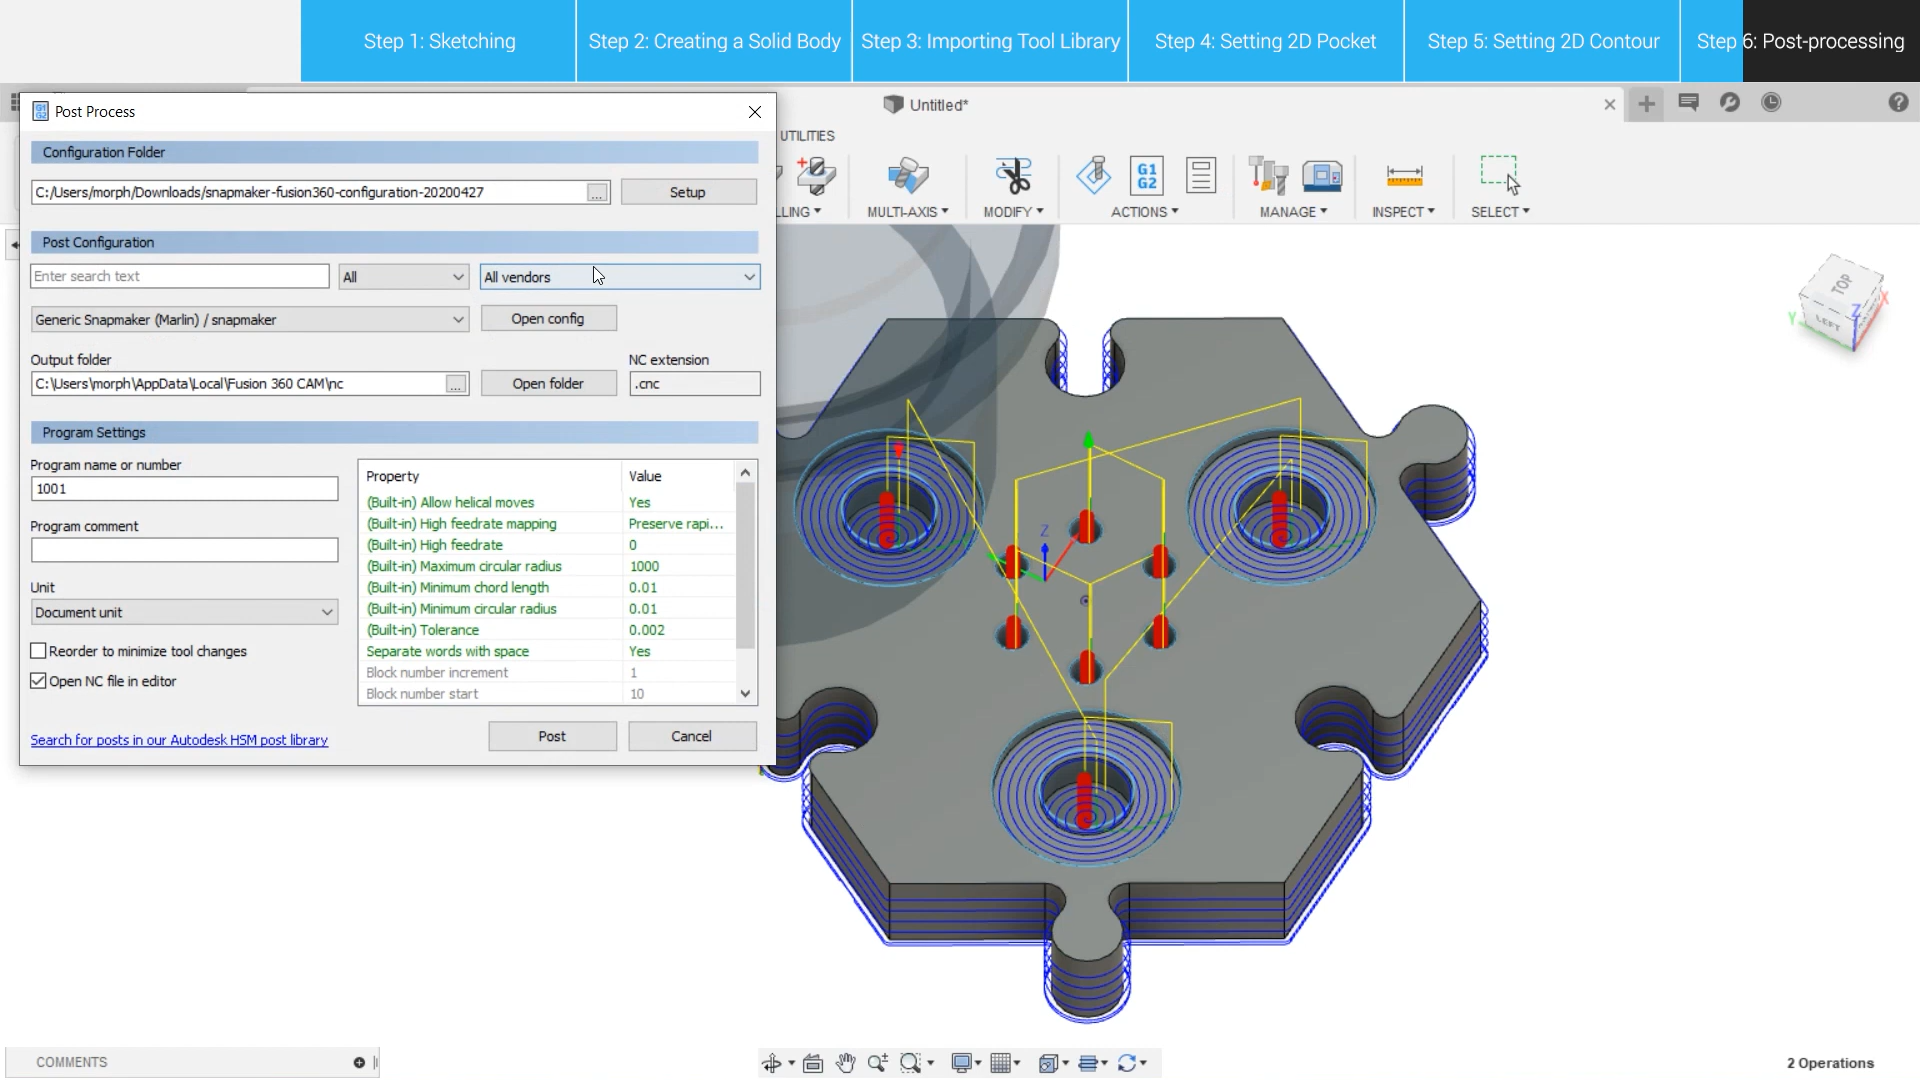 Step 1: Sketching
Step 2: Creating a Solid Body
Step 3: Importing Tool Library
Step 4: Setting 2D Pocket
Step 5: Setting 2D Contour
Step 6: Post-processing
Post Process
Untitled*
UTILITIES
Configuration Folder
C:/Users/morph/Downloads/snapmaker-fusion360-configuration-20200427
...
Setup
G1
G2
LING
MULTI-AXIS
MODIFY
ACTIONS
MANAGE
INSPECT
SELECT
Post Configuration
Enter search text
All
All vendors
Generic Snapmaker (Marlin) / snapmaker
Open config
Output folder
NC extension
C:\Users\morph\AppData\Local\Fusion 360 CAM\nc
...
Open folder
.cnc
Program Settings
Program name or number
1001
Program comment
Unit
Document unit
Reorder to minimize tool changes
Open NC file in editor
Property Value
(Built-in) Allow helical moves Yes
(Built-in) High feedrate mapping Preserve rapi...
(Built-in) High feedrate 0
(Built-in) Maximum circular radius 1000
(Built-in) Minimum chord length 0.01
(Built-in) Minimum circular radius 0.01
(Built-in) Tolerance 0.002
Separate words with space Yes
Block number increment 1
Block number start 10
Search for posts in our Autodesk HSM post library
Post
Cancel
TOP
LEFT
X
Y
Z
Z
COMMENTS
2 Operations